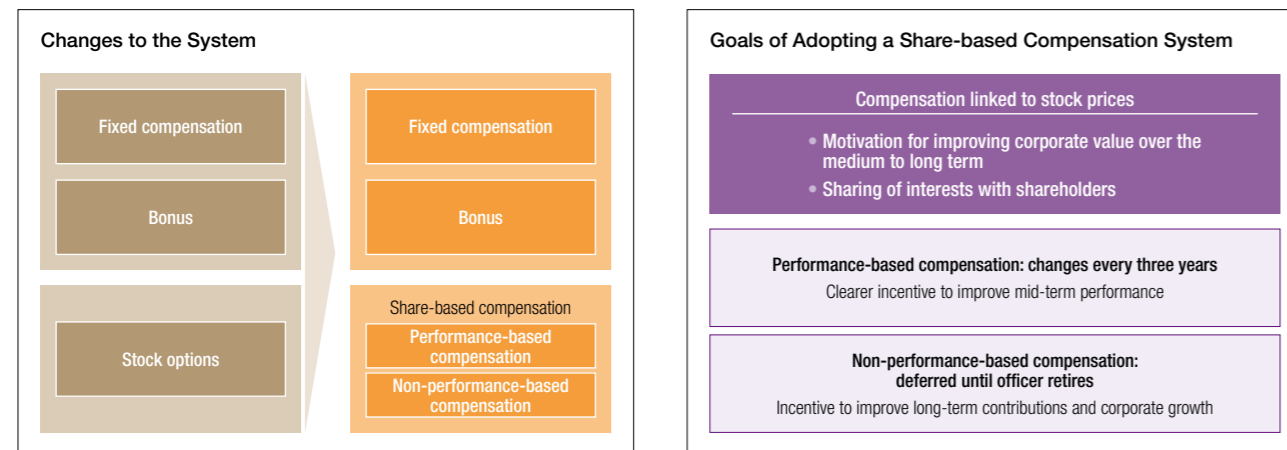 Changes to the System
Fixed compensation
Bonus
Stock options
Fixed compensation
Bonus
Share-based compensation
Performance-based
compensation
Non-performance-based
compensation
Goals of Adopting a Share-based Compensation System
Compensation linked to stock prices
• Motivation for improving corporate value over the
medium to long term
• Sharing of interests with shareholders
Performance-based compensation: changes every three years
Clearer incentive to improve mid-term performance
Non-performance-based compensation:
deferred until officer retires
Incentive to improve long-term contributions and corporate growth